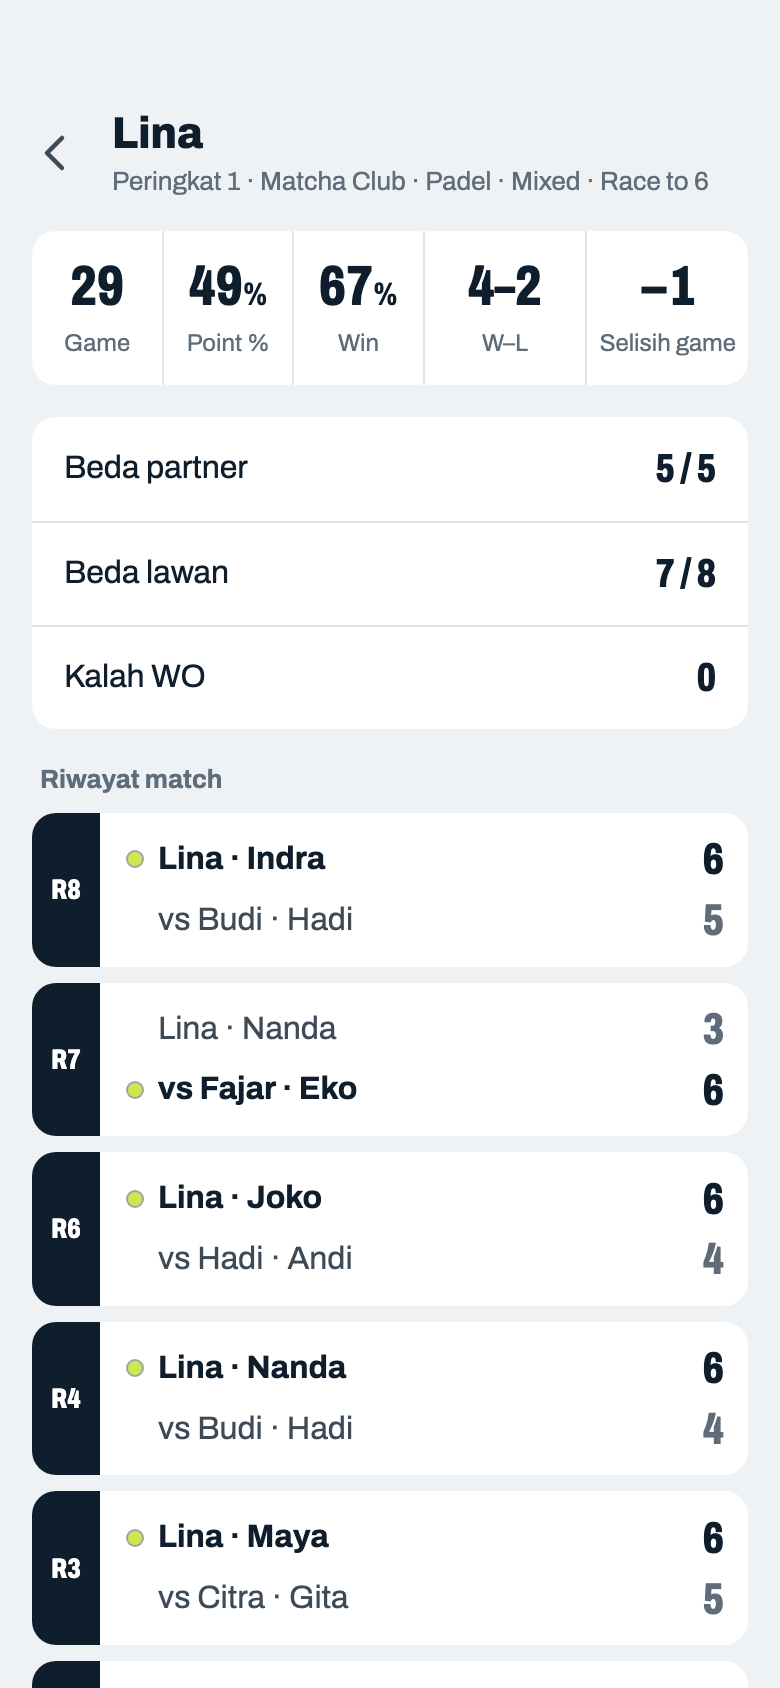 Lina
Peringkat 1 · Matcha Club · Padel · Mixed · Race to 6
29
Game
49%
Point %
67%
Win
4–2
W–L
–1
Selisih game
Beda partner
5 / 5
Beda lawan
7 / 8
Kalah WO
0
Riwayat match
R8
Lina · Indra
6
vs Budi · Hadi
5
R7
Lina · Nanda
3
vs Fajar · Eko
6
R6
Lina · Joko
6
vs Hadi · Andi
4
R4
Lina · Nanda
6
vs Budi · Hadi
4
R3
Lina · Maya
6
vs Citra · Gita
5